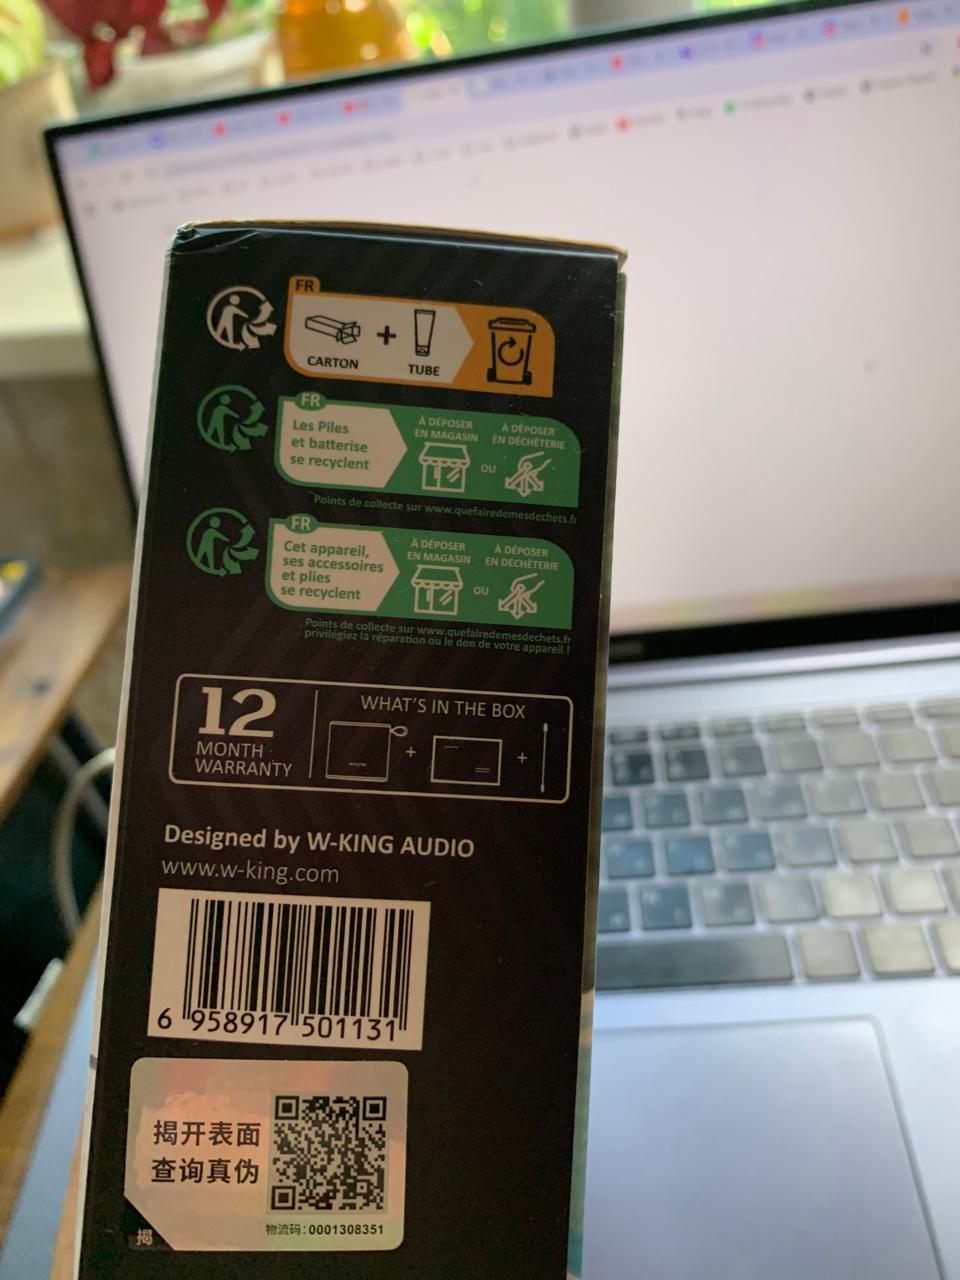 FR
CARTON
+
TUBE
FR
Les Piles
et batterise
se recyclent
À DÉPOSER
EN MAGASIN
OU
À DÉPOSER
EN DÉCHÈTERIE
Points de collecte sur www.quefairedemesdechets.fr
FR
Cet appareil,
ses accessoires
et plies
se recyclent
À DÉPOSER
EN MAGASIN
OU
À DÉPOSER
EN DÉCHÈTERIE
Points de collecte sur www.quefairedemesdechets.fr
privilégiez la réparation ou le don de votre appareil !
12
MONTH
WARRANTY
WHAT'S IN THE BOX
+
+
Designed by W-KING AUDIO
www.w-king.com
6 958917 501131
揭开表面
查询真伪
物流码: 0001308351
揭